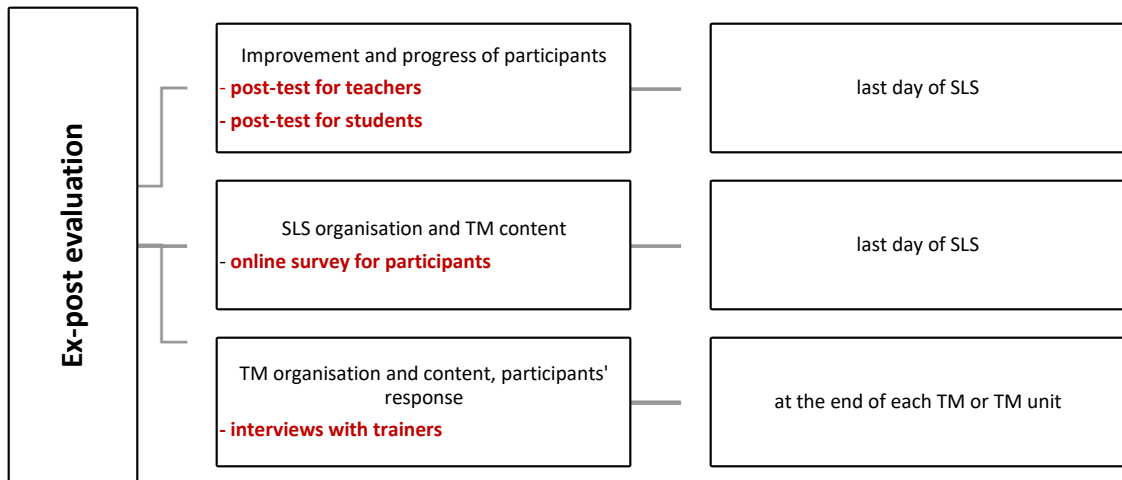 Ex-post evaluation
Improvement and progress of participants
- post-test for teachers
- post-test for students
last day of SLS
SLS organisation and TM content
- online survey for participants
last day of SLS
TM organisation and content, participants'
response
- interviews with trainers
at the end of each TM or TM unit